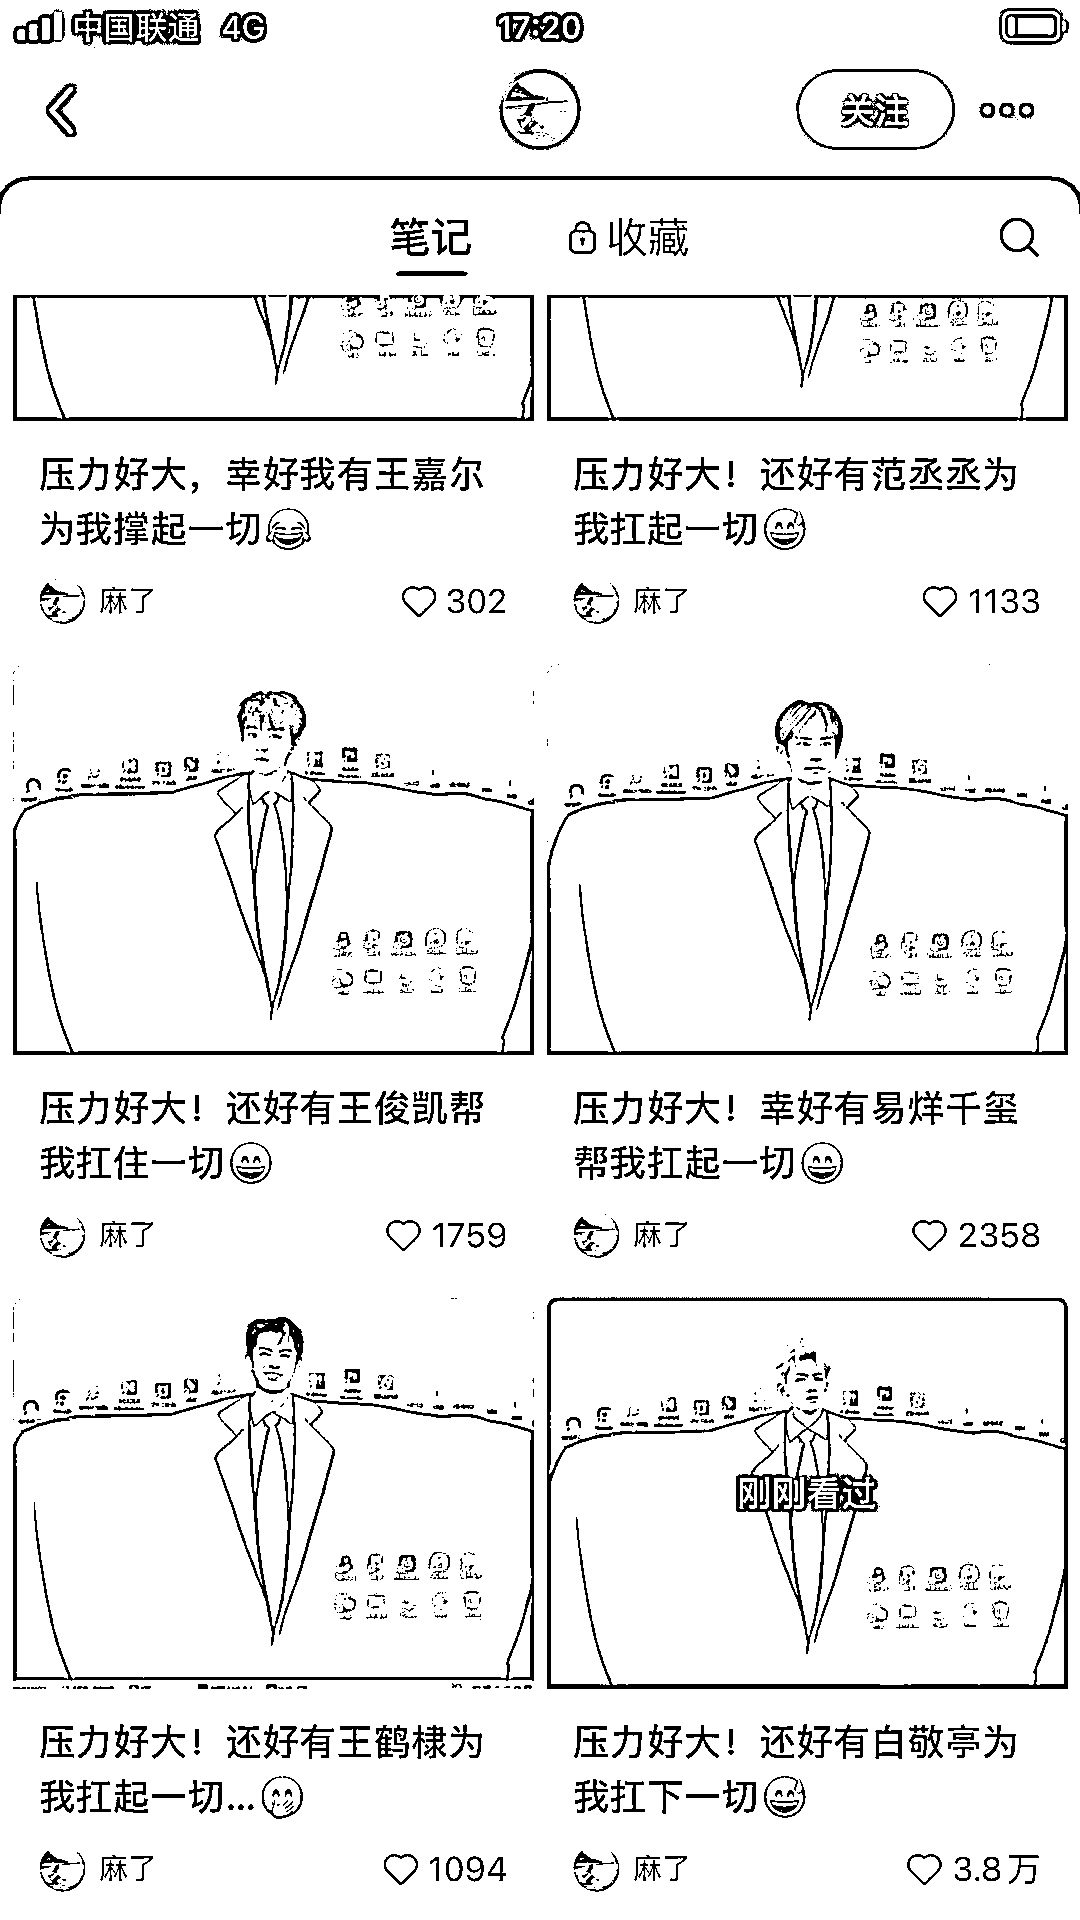 中国联通 4G 17:20
关注
笔记 收藏
压力好大，幸好我有王嘉尔
为我撑起一切😂
麻了 302
压力好大！还好有范丞丞为
我扛起一切😅
麻了 1133
压力好大！还好有王俊凯帮
我扛住一切😄
麻了 1759
压力好大！幸好有易烊千玺
帮我扛起一切😄
麻了 2358
压力好大！还好有王鹤棣为
我扛起一切...🤭
麻了 1094
刚刚看过
压力好大！还好有白敬亭为
我扛下一切😅
麻了 3.8万